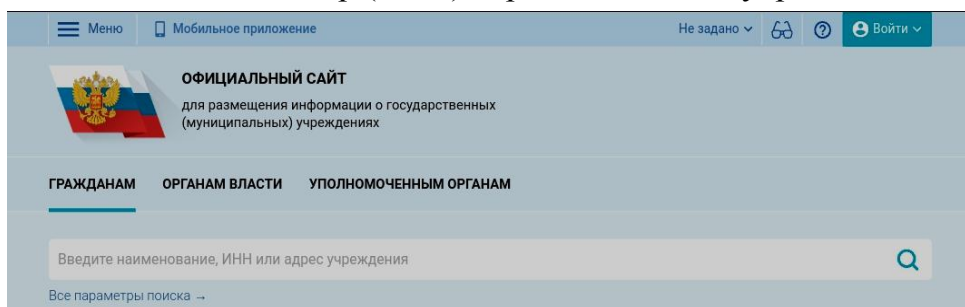 Меню
Мобильное приложение
Не задано
Войти
ОФИЦИАЛЬНЫЙ САЙТ
для размещения информации о государственных
(муниципальных) учреждениях
ГРАЖДАНАМ
ОРГАНАМ ВЛАСТИ
УПОЛНОМОЧЕННЫМ ОРГАНАМ
Введите наименование, ИНН или адрес учреждения
Все параметры поиска →